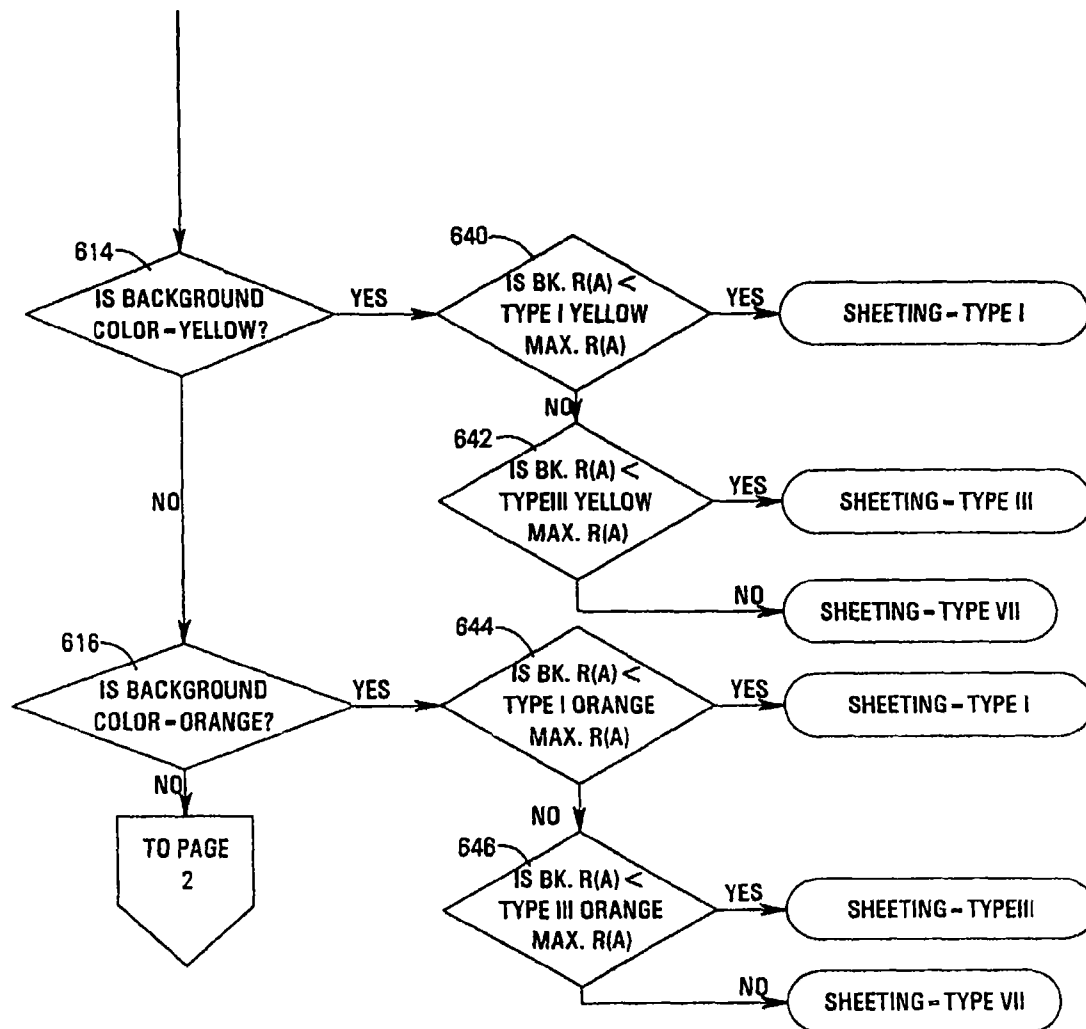 614
IS BACKGROUND
COLOR-YELLOW?
YES
640
IS BK. R(A) <
TYPE I YELLOW
MAX. R(A)
YES
SHEETING-TYPE I
NO
642
IS BK. R(A) <
TYPEIII YELLOW
MAX. R(A)
YES
SHEETING-TYPE III
NO
SHEETING-TYPE VII
NO
616
IS BACKGROUND
COLOR-ORANGE?
YES
644
IS BK. R(A) <
TYPE I ORANGE
MAX. R(A)
YES
SHEETING-TYPE I
NO
TO PAGE
2
NO
646
IS BK. R(A) <
TYPE III ORANGE
MAX. R(A)
YES
SHEETING-TYPEIII
NO
SHEETING-TYPE VII